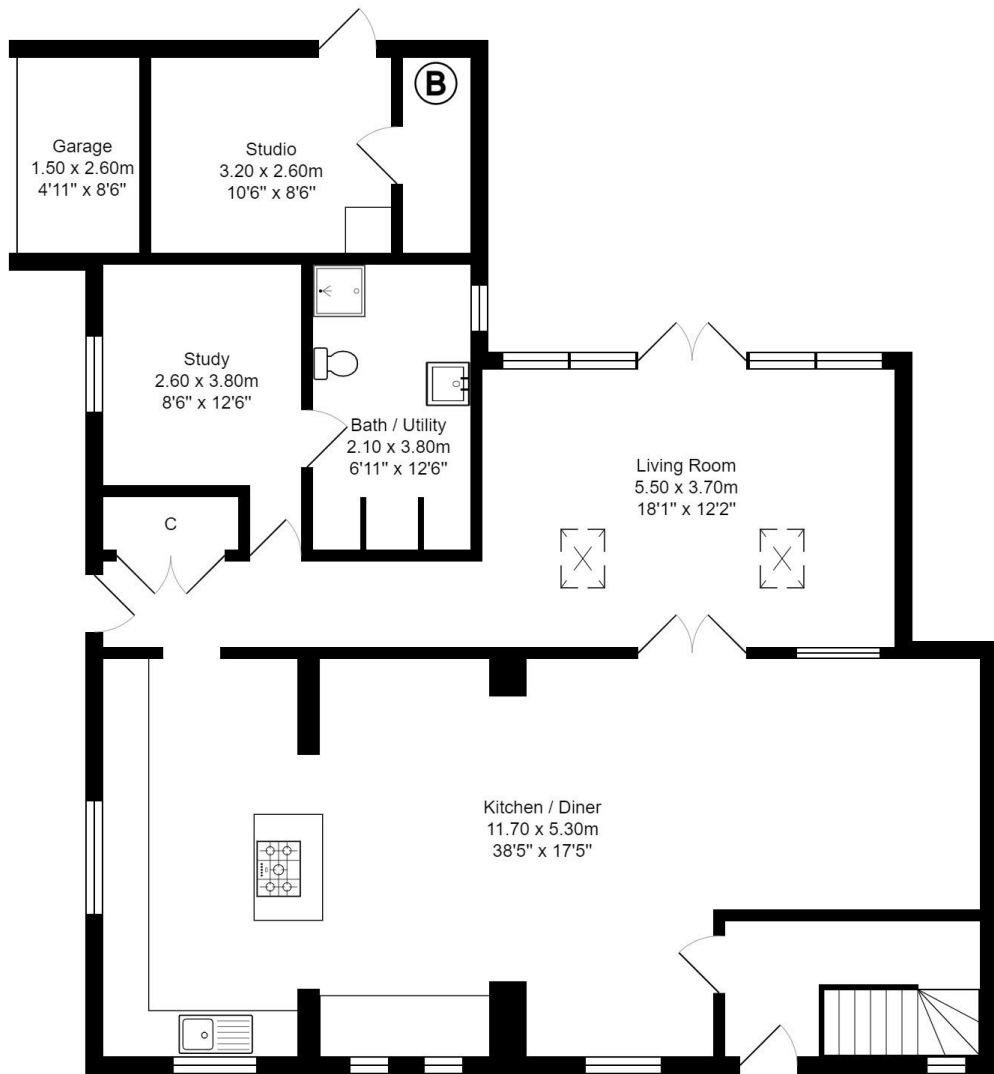 B
Garage
1.50 x 2.60m
4'11" x 8'6"
Studio
3.20 x 2.60m
10'6" x 8'6"
Study
2.60 x 3.80m
8'6" x 12'6"
Bath / Utility
2.10 x 3.80m
6'11" x 12'6"
Living Room
5.50 x 3.70m
18'1" x 12'2"
C
Kitchen / Diner
11.70 x 5.30m
38'5" x 17'5"